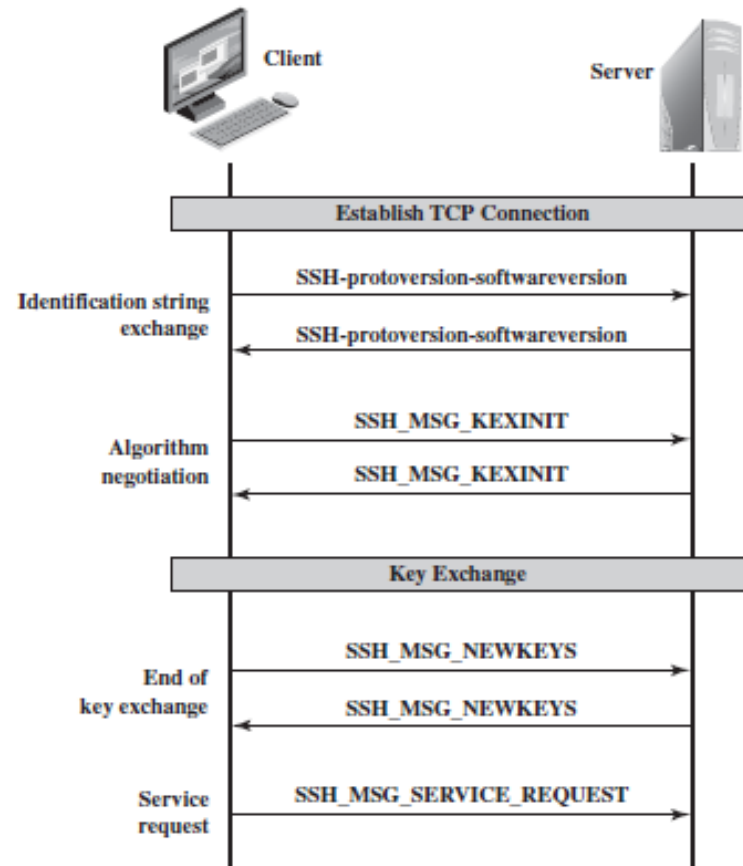 Client
Server
Establish TCP Connection
SSH-protoversion-softwareversion
Identification string
exchange
SSH-protoversion-softwareversion
SSH_MSG_KEXINIT
Algorithm
negotiation
SSH_MSG_KEXINIT
Key Exchange
SSH_MSG_NEWKEYS
End of
key exchange
SSH_MSG_NEWKEYS
SSH_MSG_SERVICE_REQUEST
Service
request